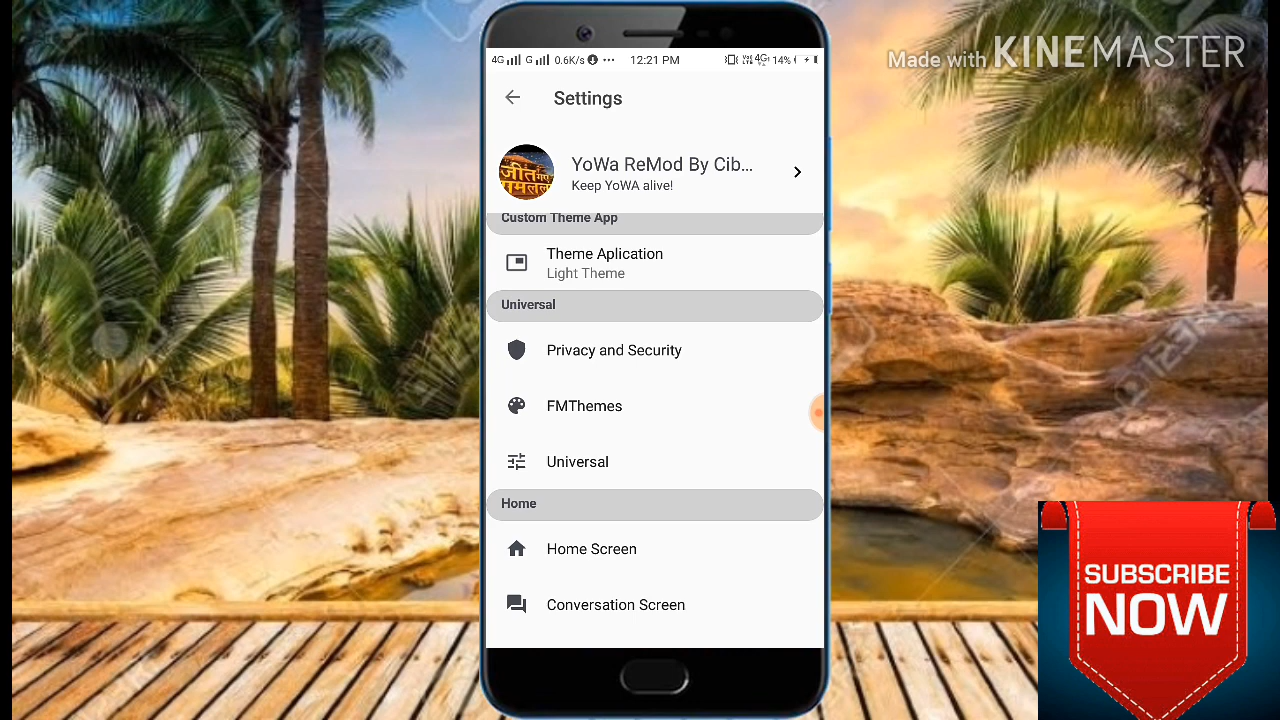 Made with KINEMASTER
4G G 0.6K/s ... 12:21 PM 4G 14%
Settings
YoWa ReMod By Cib...
Keep YoWA alive!
Custom Theme App
Theme Aplication
Light Theme
Universal
Privacy and Security
FMThemes
Universal
Home
Home Screen
Conversation Screen
SUBSCRIBE
NOW